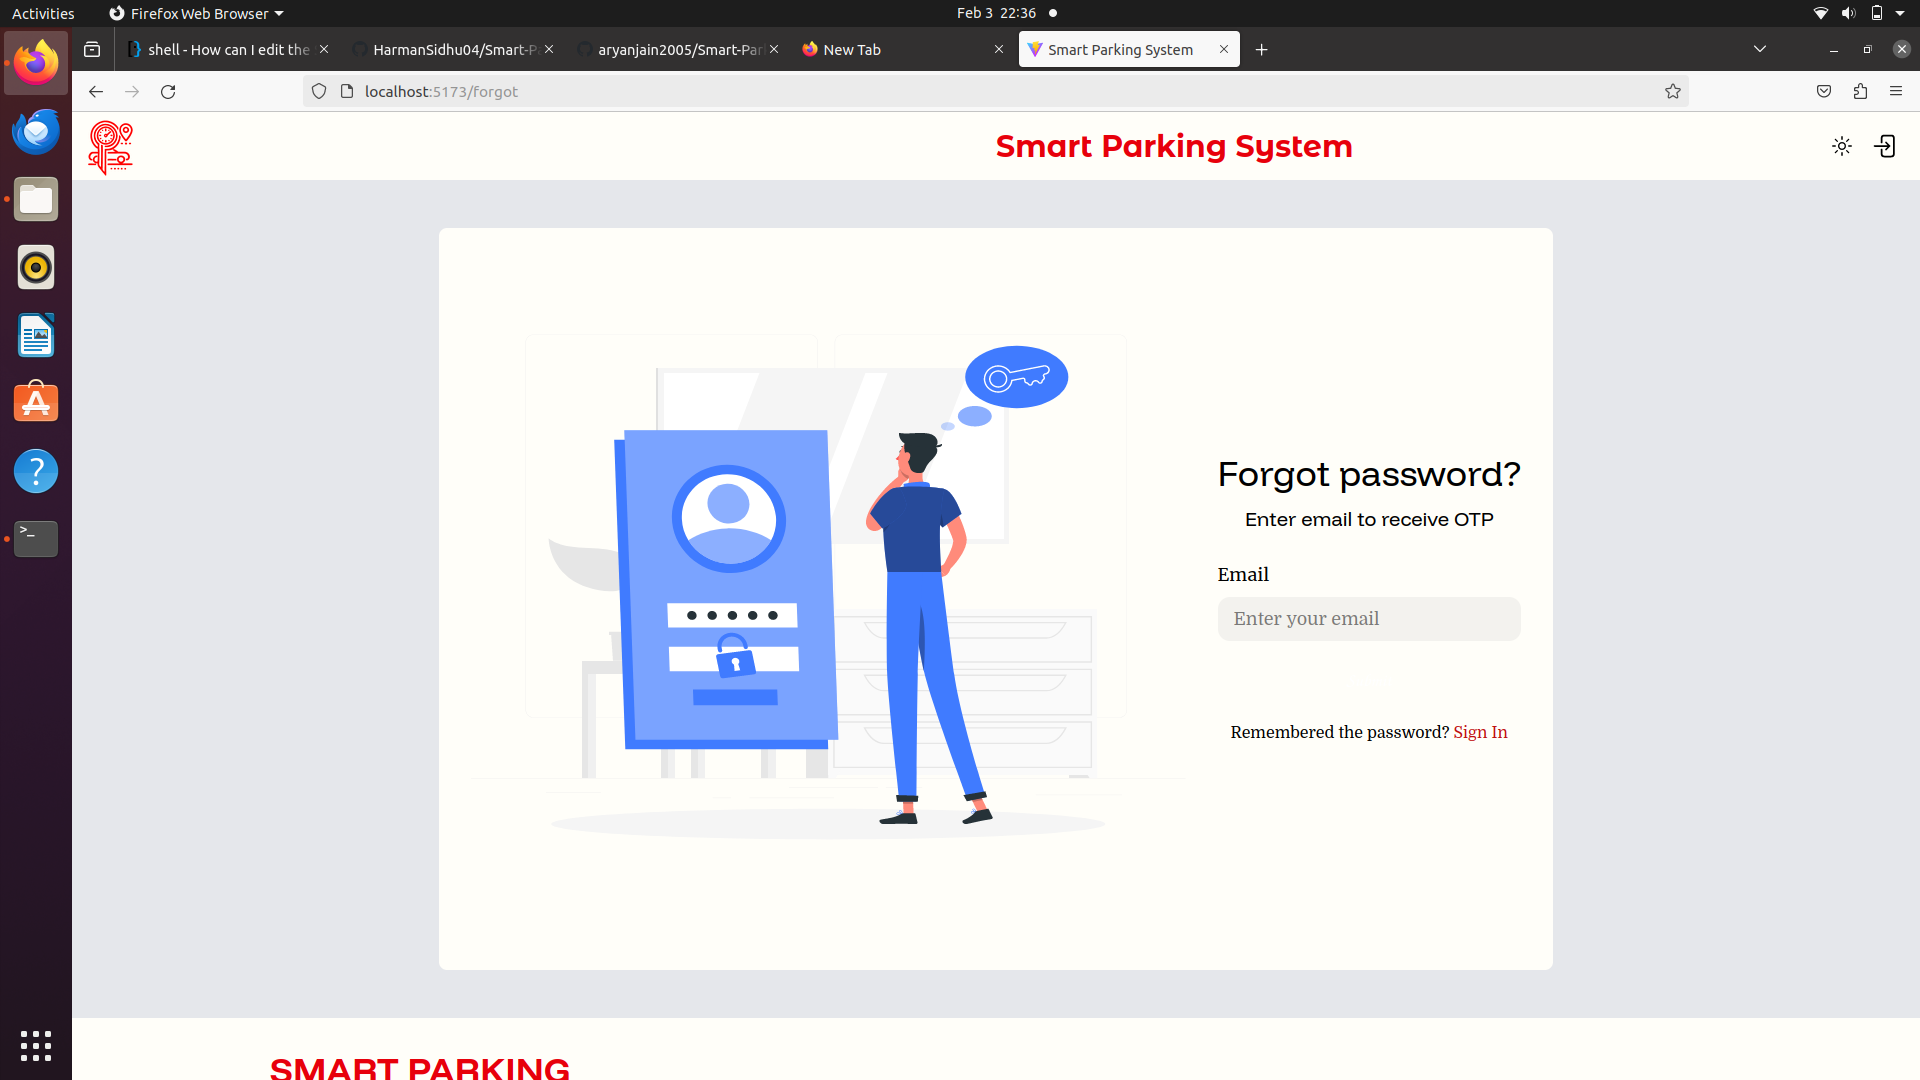 Activities
Firefox Web Browser
Feb 3 22:36
shell - How can I edit the
HarmanSidhu04/Smart-P
aryanjain2005/Smart-Par
New Tab
Smart Parking System
localhost:5173/forgot
Smart Parking System
Forgot password?
Enter email to receive OTP
Email
Enter your email
Remembered the password? Sign In
SMART PARKING